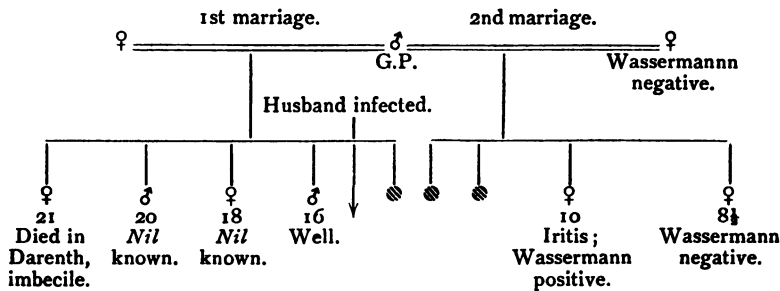 1st marriage. 2nd marriage.
♀ ♂ ♀
G.P. Wassermannn
negative.
Husband infected.
♀ ♂ ♀ ♂ ♀ ♀
21 20 18 16 10 8½
Died in Nil Nil Well. Iritis; Wassermann
Darenth, known. known. Wassermann negative.
imbecile. positive.